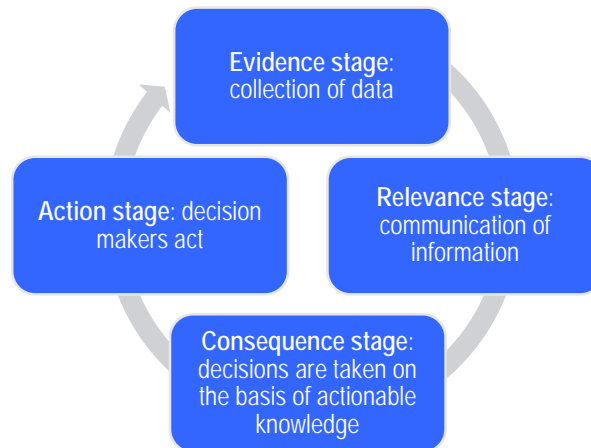 Evidence stage:
collection of data
Relevance stage:
communication of
information
Consequence stage:
decisions are taken on
the basis of actionable
knowledge
Action stage: decision
makers act